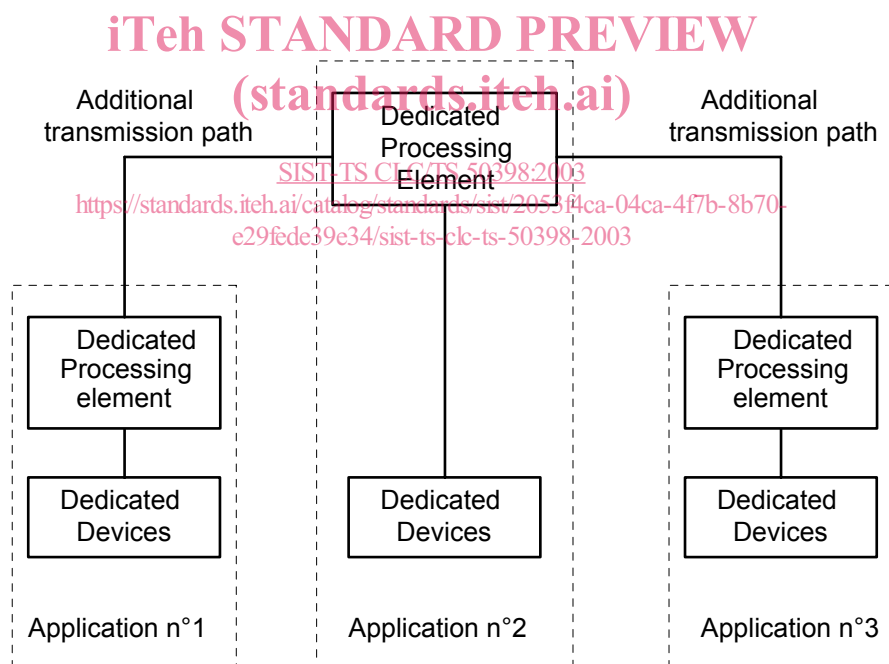 iTeh STANDARD PREVIEW
(standards.iteh.ai)
Additional
transmission path
Dedicated
Processing
Element
Additional
transmission path
SIST-TS CLC/TS 50398:2003
https://standards.iteh.ai/catalog/standards/sist/2053f4ca-04ca-4f7b-8b70-
e29fede39e34/sist-ts-clc-ts-50398-2003
Dedicated
Processing
element
Dedicated
Processing
element
Dedicated
Devices
Dedicated
Devices
Dedicated
Devices
Application n°1
Application n°2
Application n°3